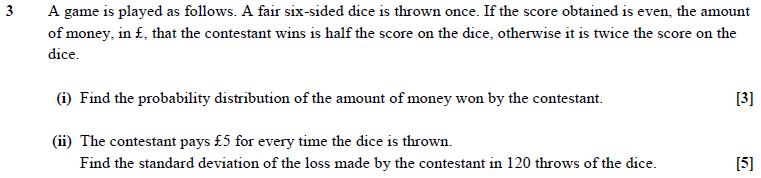 3 A game is played as follows. A fair six-sided dice is thrown once. If the score obtained is even, the amount
of money, in £, that the contestant wins is half the score on the dice, otherwise it is twice the score on the
dice.
(i) Find the probability distribution of the amount of money won by the contestant. [3]
(ii) The contestant pays £5 for every time the dice is thrown.
Find the standard deviation of the loss made by the contestant in 120 throws of the dice. [5]